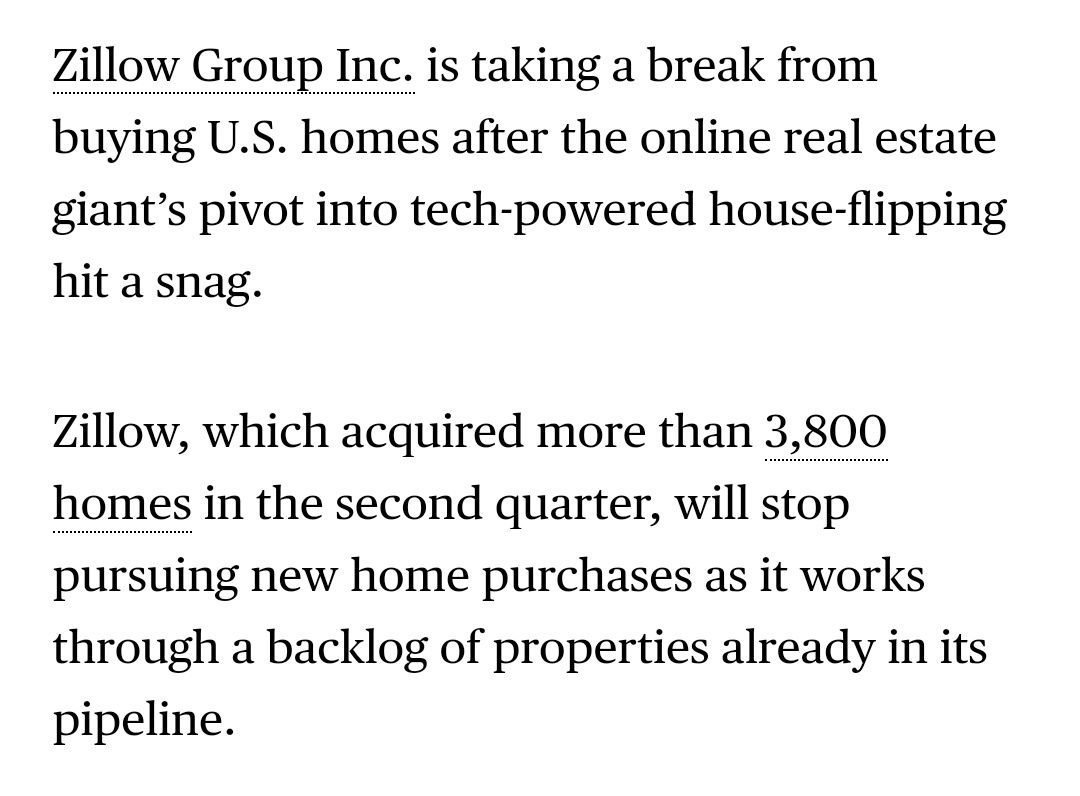 Zillow Group Inc. is taking a break from
buying U.S. homes after the online real estate
giant’s pivot into tech-powered house-flipping
hit a snag.
Zillow, which acquired more than 3,800
homes in the second quarter, will stop
pursuing new home purchases as it works
through a backlog of properties already in its
pipeline.